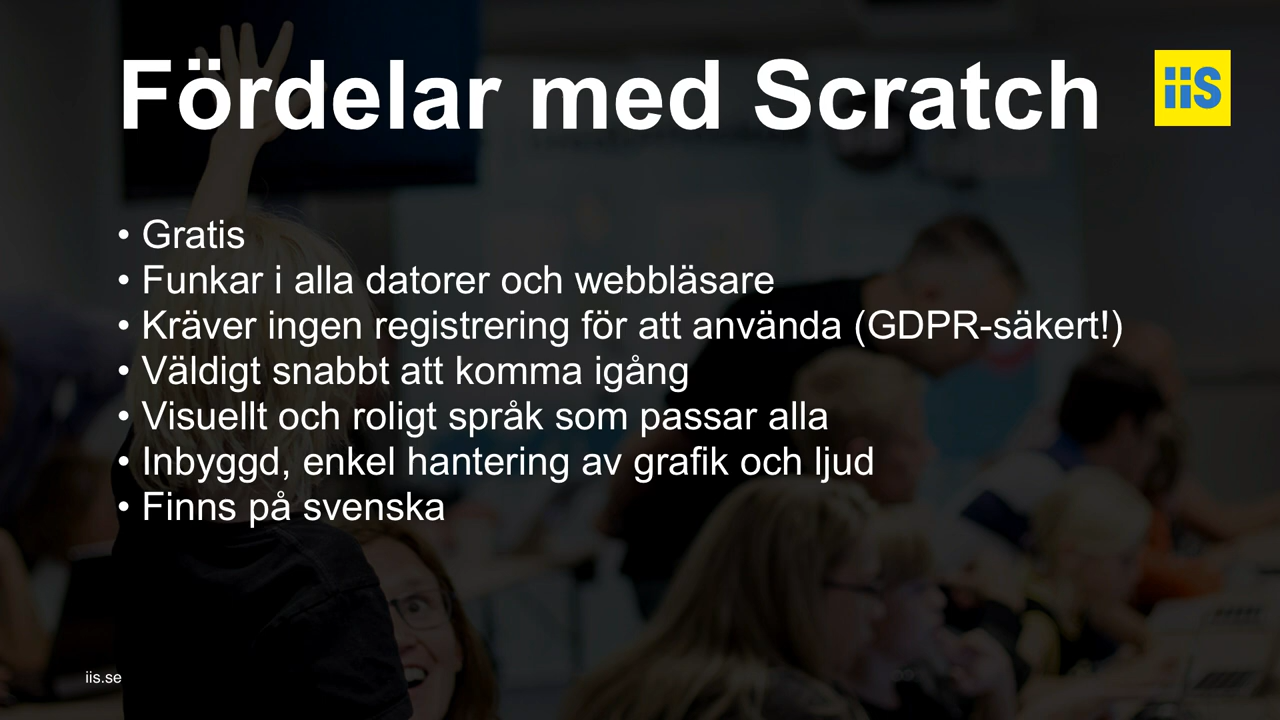 Fördelar med Scratch
iis
• Gratis
• Funkar i alla datorer och webbläsare
• Kräver ingen registrering för att använda (GDPR-säkert!)
• Väldigt snabbt att komma igång
• Visuellt och roligt språk som passar alla
• Inbyggd, enkel hantering av grafik och ljud
• Finns på svenska
iis.se